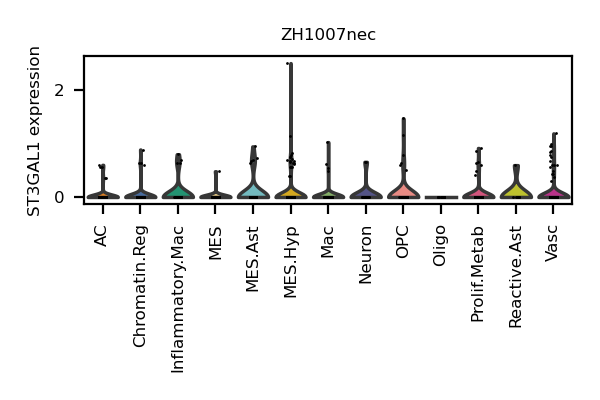 ZH1007nec
ST3GAL1 expression
2
0
AC
Chromatin.Reg
Inflammatory.Mac
MES
MES.Ast
MES.Hyp
Mac
Neuron
OPC
Oligo
Prolif.Metab
Reactive.Ast
Vasc